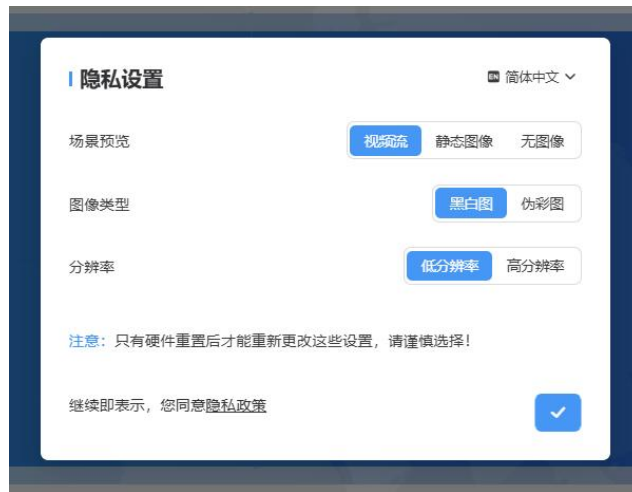 隐私设置
EN 简体中文
场景预览 视频流 静态图像 无图像
图像类型 黑白图 伪彩图
分辨率 低分辨率 高分辨率
注意：只有硬件重置后才能重新更改这些设置，请谨慎选择！
继续即表示，您同意隐私政策